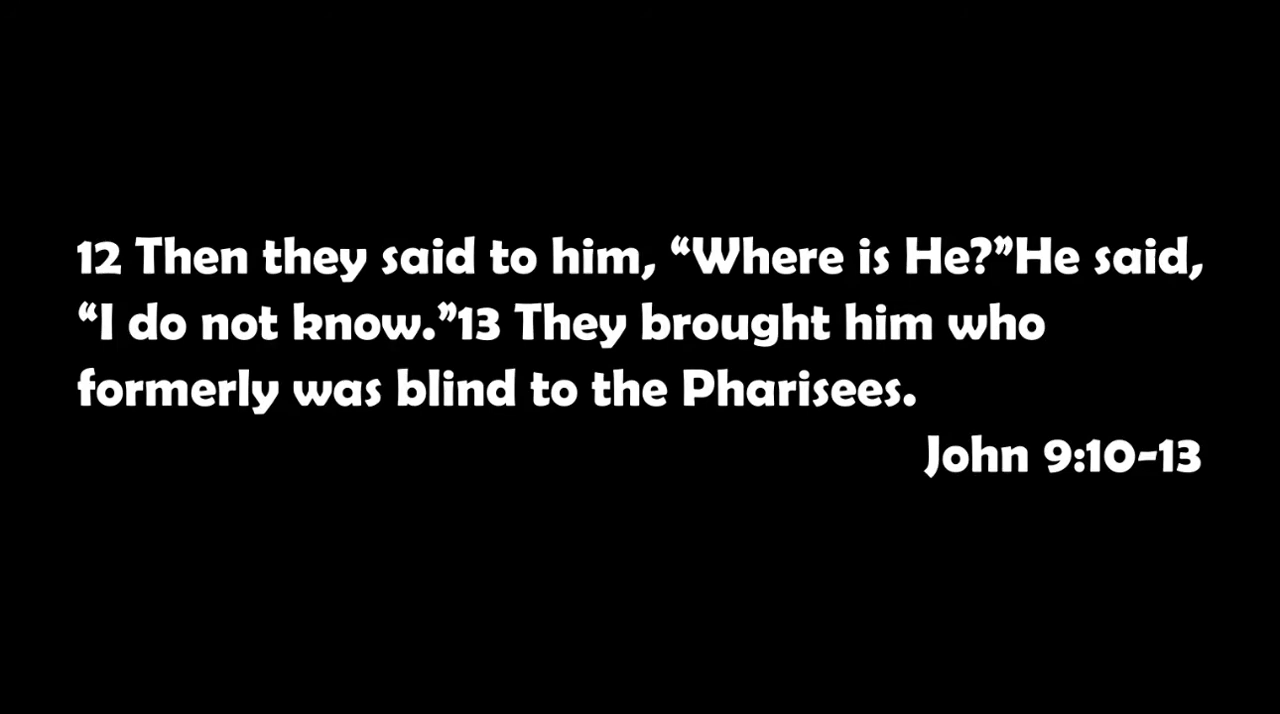 12 Then they said to him, “Where is He?”He said,
“I do not know.”13 They brought him who
formerly was blind to the Pharisees.
John 9:10-13